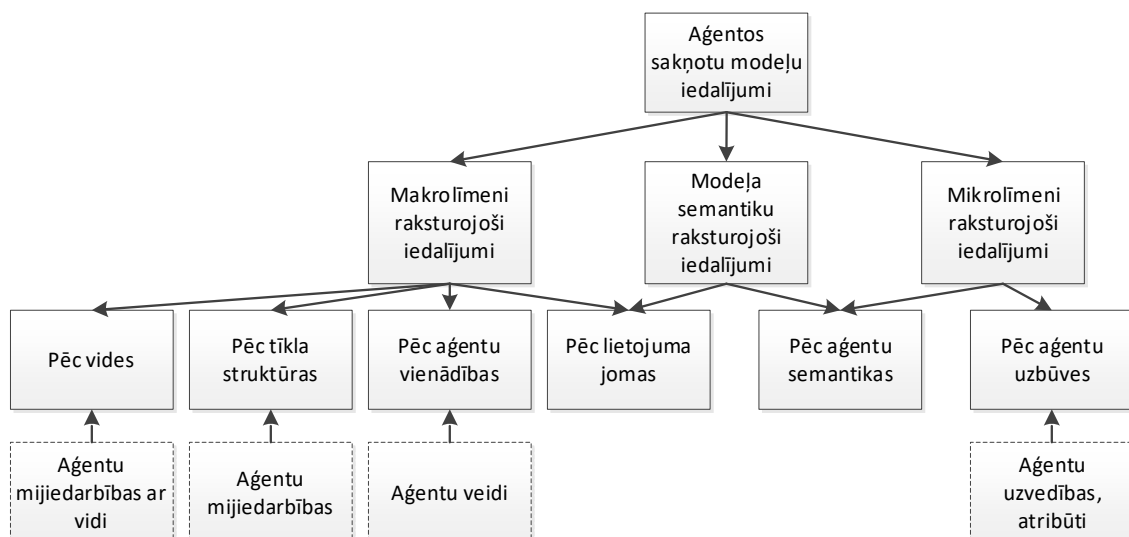 Aģentos
sakņotu modeļu
iedalījumi
Makrolīmeni
raksturojoši
iedalījumi
Modeļa
semantiku
raksturojoši
iedalījumi
Mikrolīmeni
raksturojoši
iedalījumi
Pēc vides
Pēc tīkla
struktūras
Pēc aģentu
vienādības
Pēc lietojuma
jomas
Pēc aģentu
semantikas
Pēc aģentu
uzbūves
Aģentu
mijiedarbības ar
vidi
Aģentu
mijiedarbības
Aģentu veidi
Aģentu
uzvedības,
atribūti